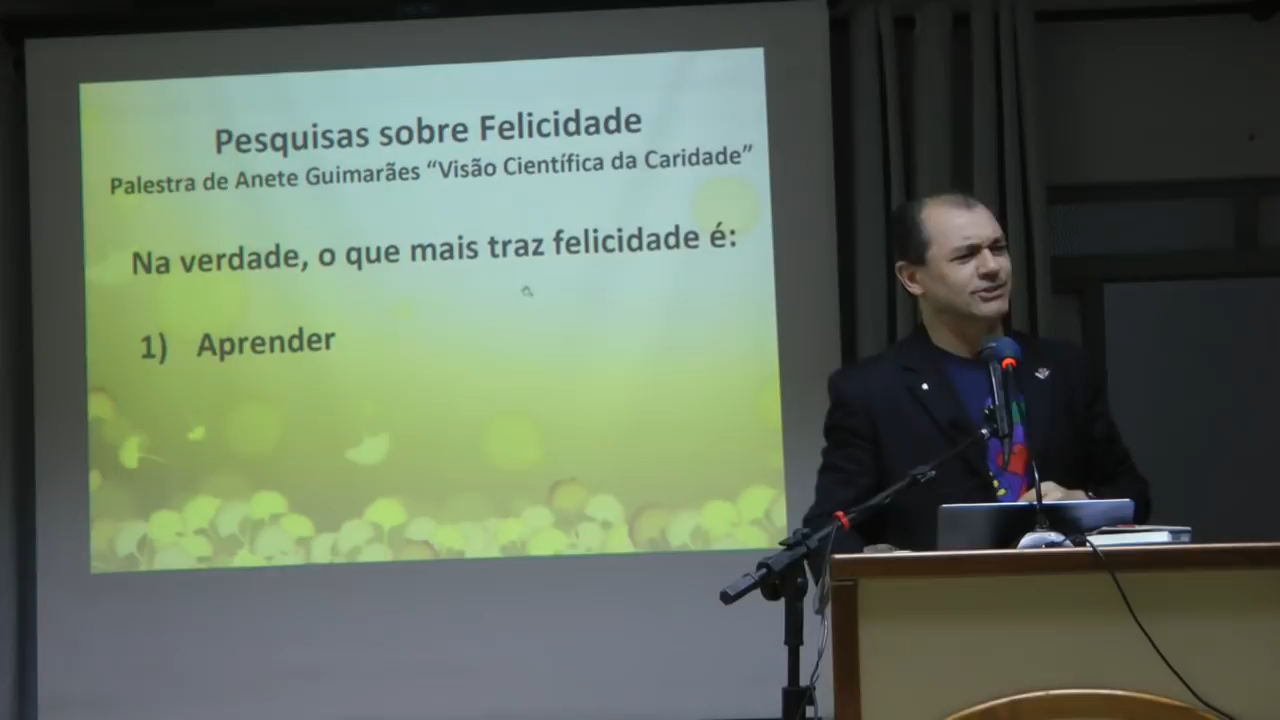 Pesquisas sobre Felicidade
Palestra de Anete Guimarães “Visão Científica da Caridade”
Na verdade, o que mais traz felicidade é:
1) Aprender